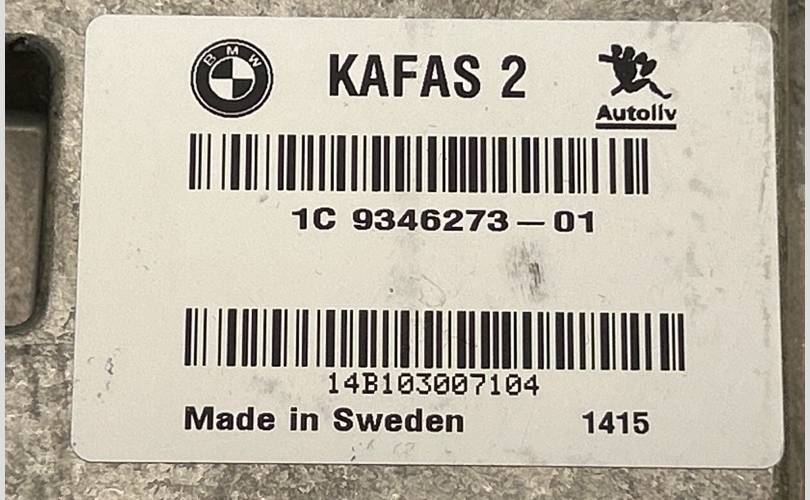 BMW KAFAS 2 Autoliv
1C 9346273-01
14B103007104
Made in Sweden 1415